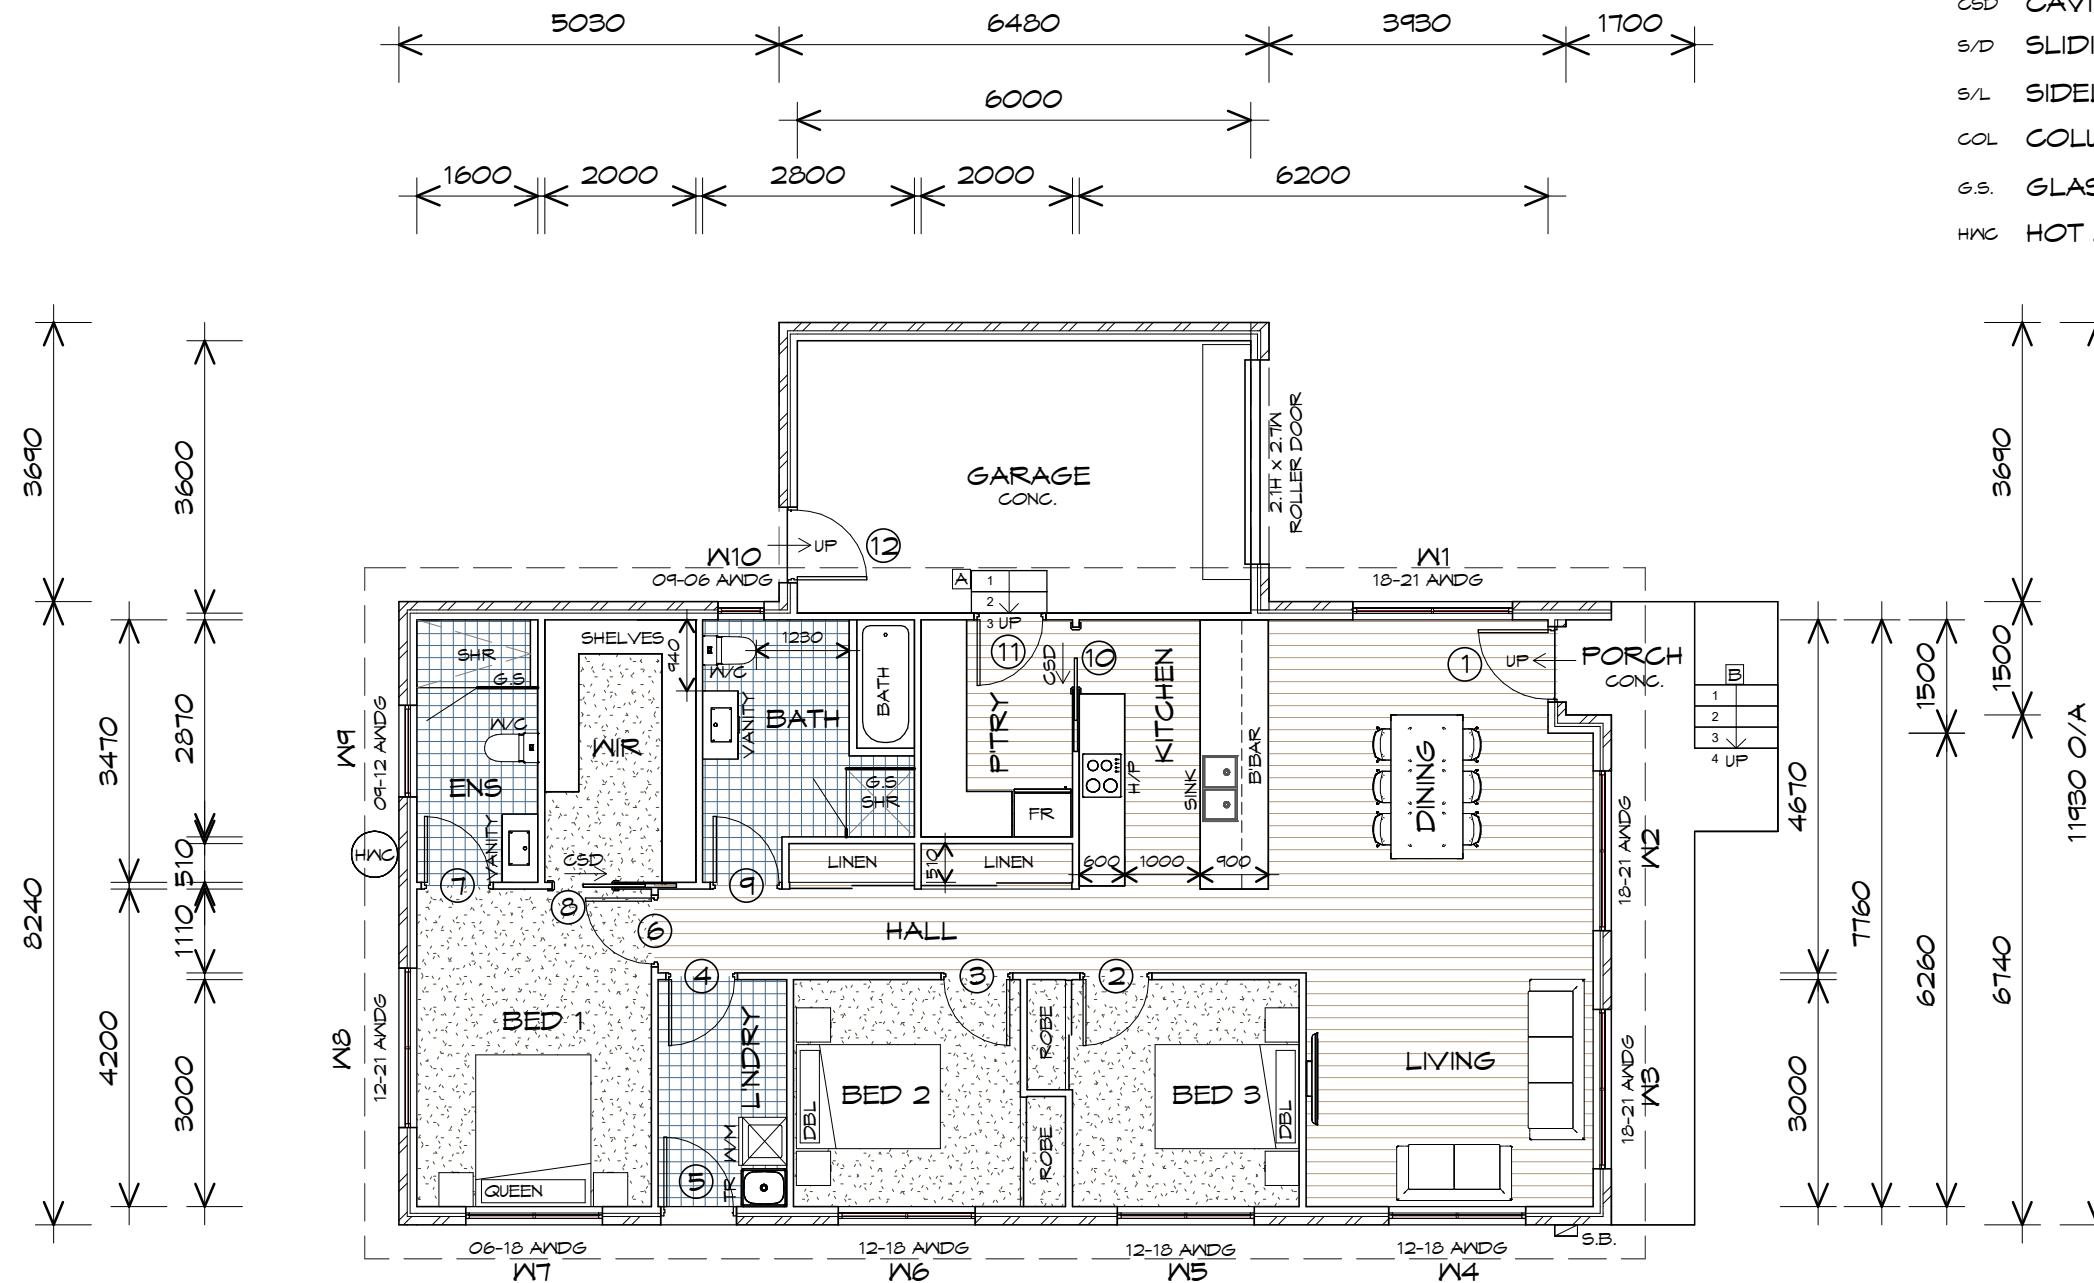 5030
6480
3930
1700
6000
1600
2000
2800
2000
6200
CSD
S/D
S/L
COL
G.S.
HWC HOT
3690
3600
3470
2870
510
8240
1110
4200
3000
GARAGE
CONC.
2.1H X 2.7W
ROLLER DOOR
UP
12
W10
09-06 AWDG
W1
18-21 AWDG
A
1
2
3 UP
11
SHR
G.S
W/C
ENS
VANITY
7
SHELVES
WIR
CSD
8
940
W/C
1230
VANITY
BATH
BATH
G.S
SHR
9
LINEN
510
LINEN
P'TRY
FR
CSD
10
KITCHEN
H/P
SINK
B'BAR
600
1000
900
DINING
1
UP
PORCH
CONC.
B
1
2
3
4 UP
W9
09-12 AWDG
HWC
W8
12-21 AWDG
18-21 AWDG
W2
18-21 AWDG
W3
HALL
6
4
3
2
BED 1
QUEEN
L'NDRY
WM
TR
5
BED 2
DBL
ROBE
ROBE
BED 3
DBL
LIVING
S.B.
06-18 AWDG
W7
12-18 AWDG
W6
12-18 AWDG
W5
12-18 AWDG
W4
4670
3000
7760
1500
6260
3690
1500
6740
11930 O/A